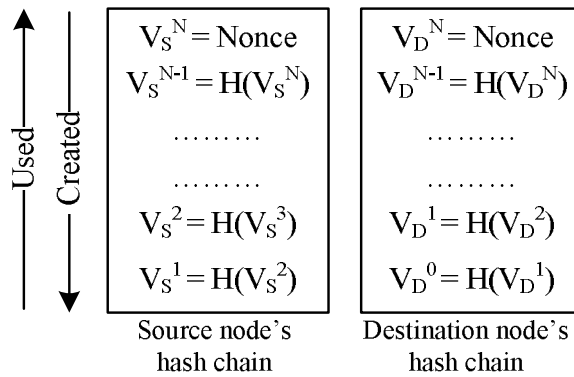 Used
Created
V_S^N = Nonce
V_S^{N-1} = H(V_S^N)
.........
.........
V_S^2 = H(V_S^3)
V_S^1 = H(V_S^2)
Source node's
hash chain
V_D^N = Nonce
V_D^{N-1} = H(V_D^N)
.........
.........
V_D^1 = H(V_D^2)
V_D^0 = H(V_D^1)
Destination node's
hash chain